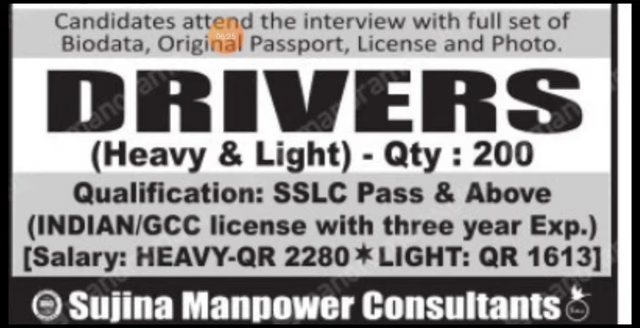 Candidates attend the interview with full set of
Biodata, Original Passport, License and Photo.
DRIVERS
(Heavy & Light) - Qty : 200
Qualification: SSLC Pass & Above
(INDIAN/GCC license with three year Exp.)
[Salary: HEAVY-QR 2280*LIGHT: QR 1613]
Sujina Manpower Consultants